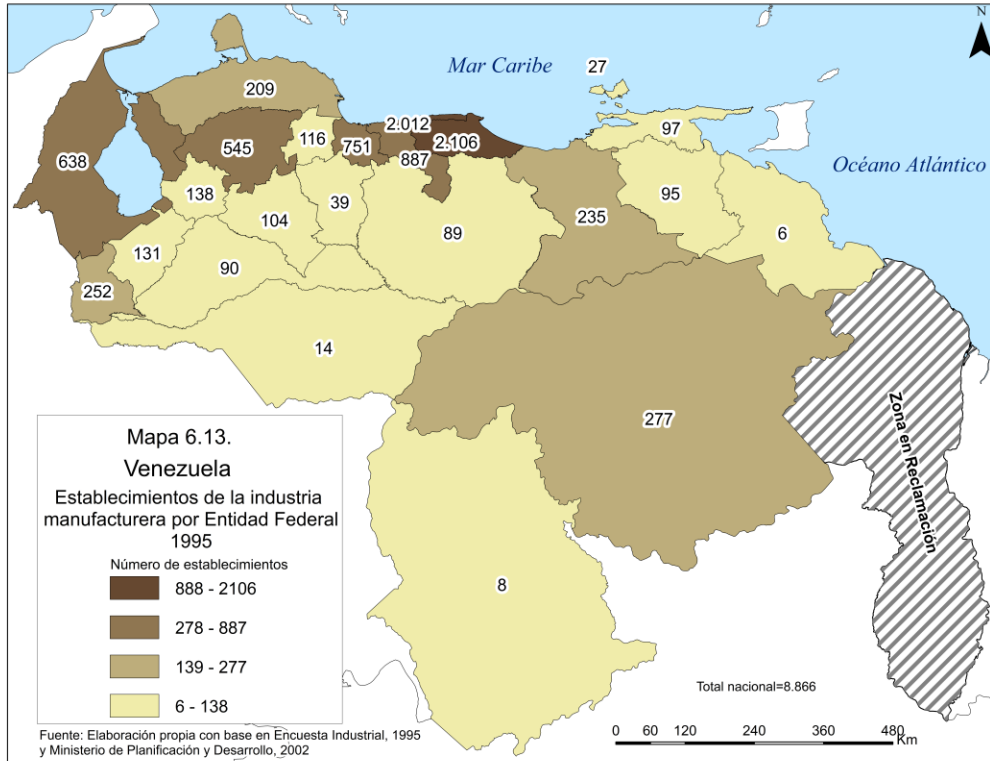 N
Mar Caribe
27
209
2.012
97
116
751
2.106
545
638
887
Océano Atlántico
138
39
95
104
235
6
89
131
90
252
14
277
Zona en Reclamación
8
Mapa 6.13.
Venezuela
Establecimientos de la industria
manufacturera por Entidad Federal
1995
Número de establecimientos
888 - 2106
278 - 887
139 - 277
6 - 138
Total nacional=8.866
Fuente: Elaboración propia con base en Encuesta Industrial, 1995
y Ministerio de Planificación y Desarrollo, 2002
0 90 180 240 360 480
Km